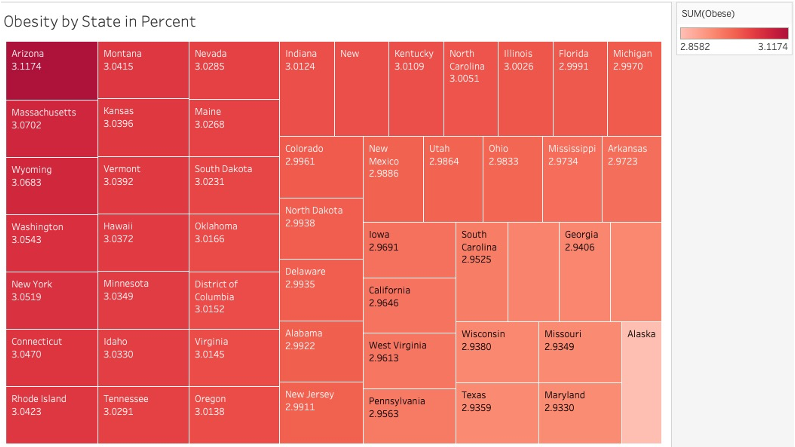 Obesity by State in Percent
SUM(Obese)
2.8582 3.1174
Arizona
3.1174
Massachusetts
3.0702
Wyoming
3.0683
Washington
3.0543
New York
3.0519
Connecticut
3.0470
Rhode Island
3.0423
Montana
3.0415
Kansas
3.0396
Vermont
3.0392
Hawaii
3.0372
Minnesota
3.0349
Idaho
3.0330
Tennessee
3.0291
Nevada
3.0285
Maine
3.0268
South Dakota
3.0231
Oklahoma
3.0166
District of
Columbia
3.0152
Virginia
3.0145
Oregon
3.0138
Indiana
3.0124
New
Kentucky
3.0109
North
Carolina
3.0051
Illinois
3.0026
Florida
2.9991
Michigan
2.9970
Colorado
2.9961
North Dakota
2.9938
Delaware
2.9935
Alabama
2.9922
New Jersey
2.9911
New
Mexico
2.9886
Utah
2.9864
Ohio
2.9833
Mississippi
2.9734
Arkansas
2.9723
Iowa
2.9691
California
2.9646
West Virginia
2.9613
Pennsylvania
2.9563
South
Carolina
2.9525
Georgia
2.9406
Wisconsin
2.9380
Texas
2.9359
Missouri
2.9349
Maryland
2.9330
Alaska